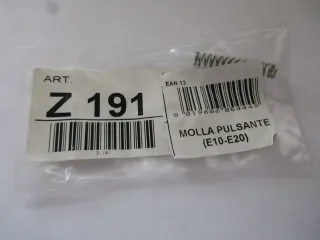 ART.
Z 191
EAN 13
MOLLA PULSANTE
(E10-E20)